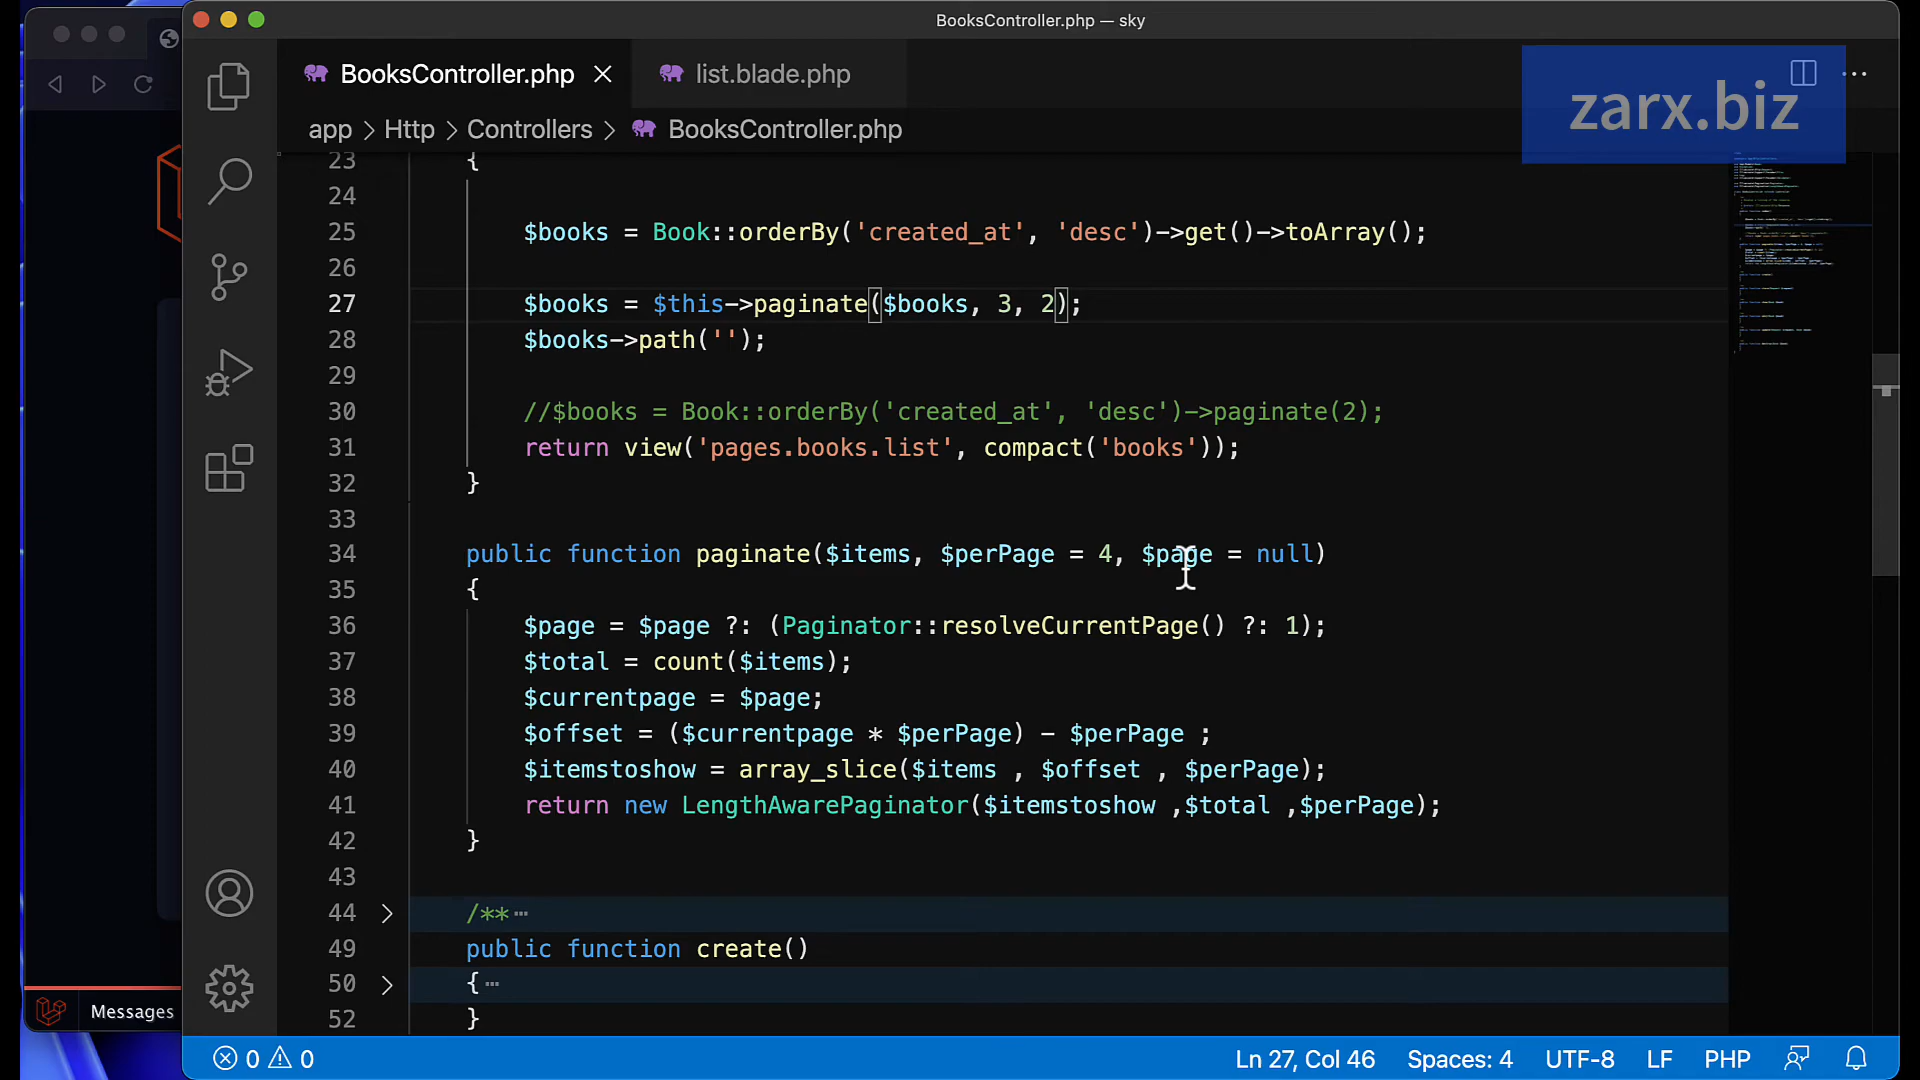 BooksController.php — sky
BooksController.php
list.blade.php
zarx.biz
app > Http > Controllers > BooksController.php
23 {
24
25 $books = Book::orderBy('created_at', 'desc')->get()->toArray();
26
27 $books = $this->paginate($books, 3, 2);
28 $books->path('');
29
30 //$books = Book::orderBy('created_at', 'desc')->paginate(2);
31 return view('pages.books.list', compact('books'));
32 }
33
34 public function paginate($items, $perPage = 4, $page = null)
35 {
36 $page = $page ?: (Paginator::resolveCurrentPage() ?: 1);
37 $total = count($items);
38 $currentpage = $page;
39 $offset = ($currentpage * $perPage) - $perPage ;
40 $itemstoshow = array_slice($items , $offset , $perPage);
41 return new LengthAwarePaginator($itemstoshow ,$total ,$perPage);
42 }
43
44 /**…
49 public function create()
50 {…
52 }
Messages
0 0
Ln 27, Col 46 Spaces: 4 UTF-8 LF PHP